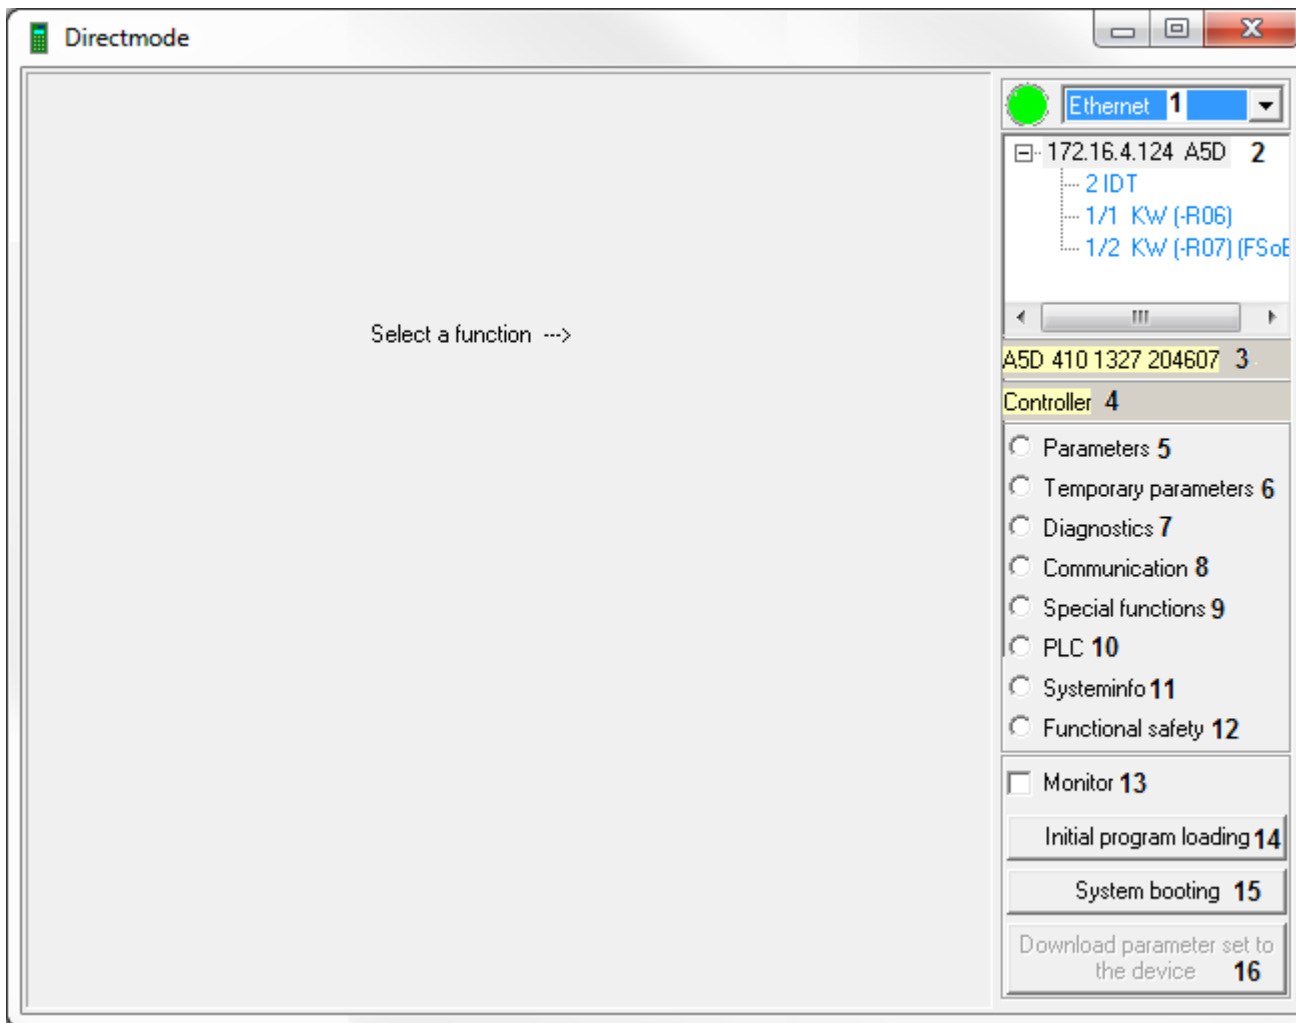 Directmode
Ethernet 1
172.16.4.124 A5D 2
2 IDT
1/1 KW (-R06)
1/2 KW (-R07) (FSoE
Select a function --->
A5D 410 1327 204607 3
Controller 4
Parameters 5
Temporary parameters 6
Diagnostics 7
Communication 8
Special functions 9
PLC 10
Systeminfo 11
Functional safety 12
Monitor 13
Initial program loading 14
System booting 15
Download parameter set to
the device 16